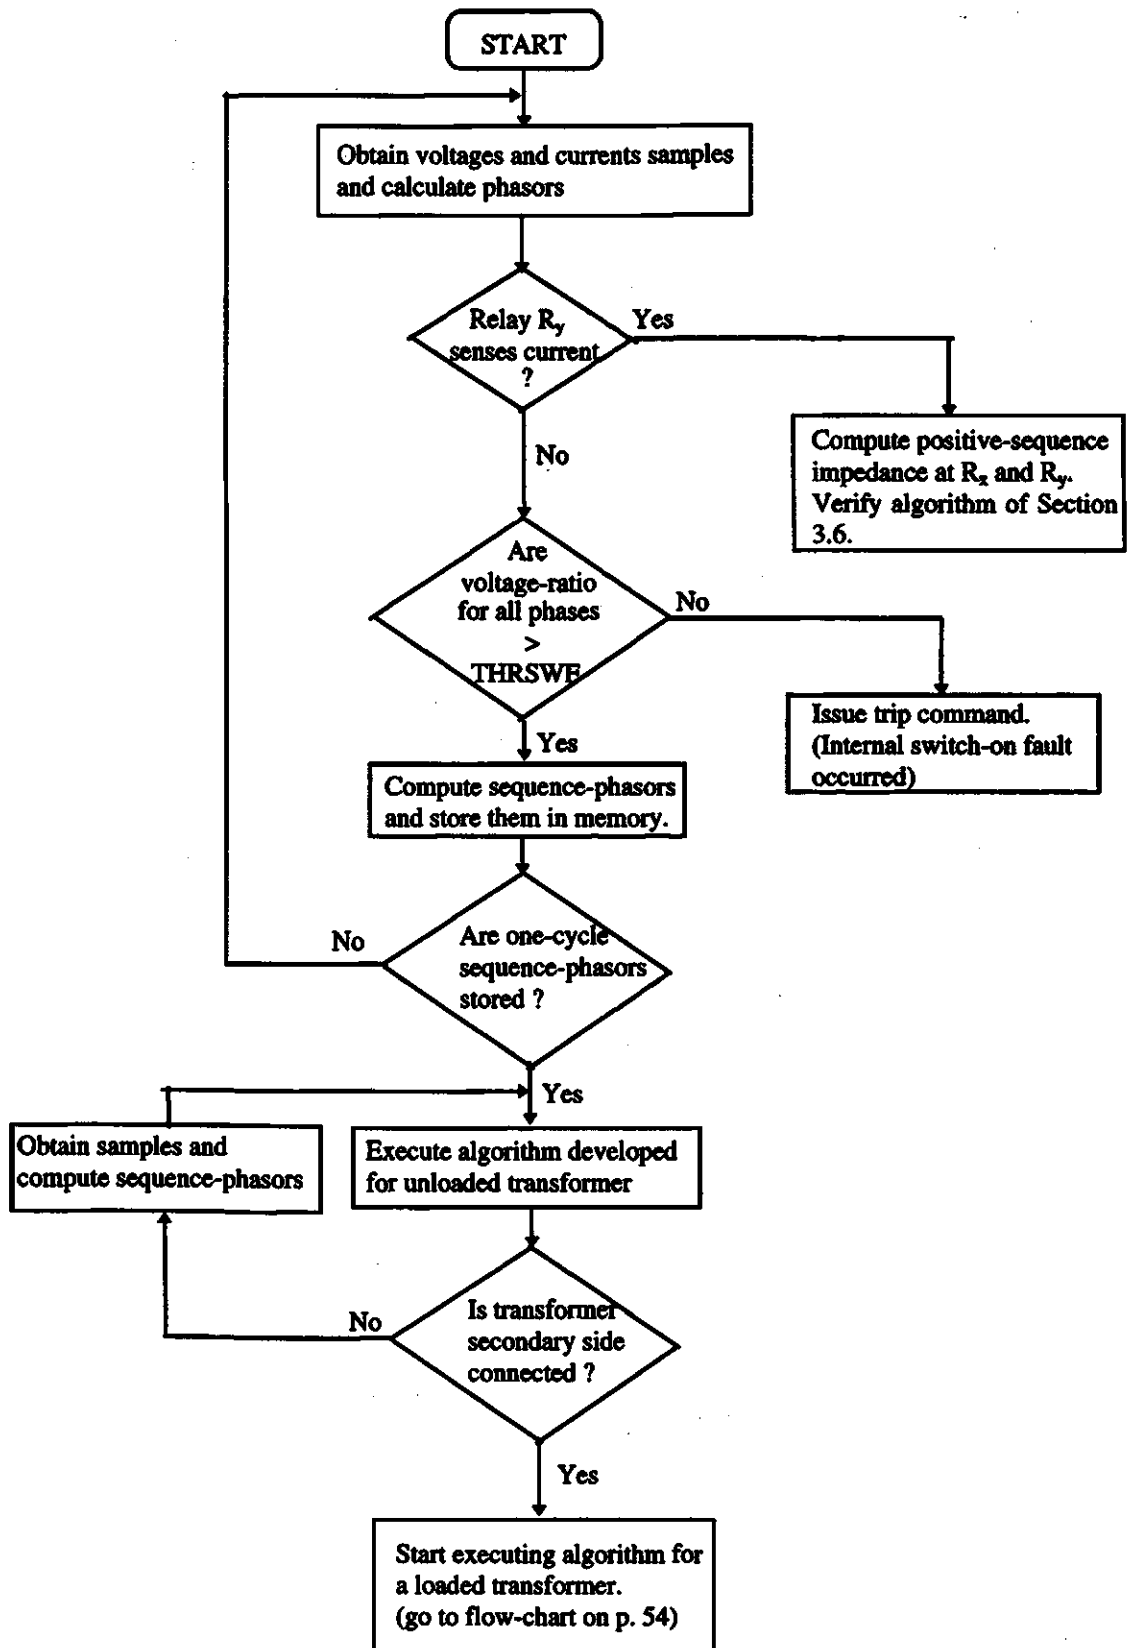 START
Obtain voltages and currents samples
and calculate phasors
Relay Ry
senses current
?
Yes
No
Compute positive-sequence
impedance at Rx and Ry.
Verify algorithm of Section
3.6.
Are
voltage-ratio
for all phases
>
THRSWF
No
Yes
Issue trip command.
(Internal switch-on fault
occurred)
Compute sequence-phasors
and store them in memory.
Are one-cycle
sequence-phasors
stored ?
No
Yes
Obtain samples and
compute sequence-phasors
Execute algorithm developed
for unloaded transformer
Is transformer
secondary side
connected ?
No
Yes
Start executing algorithm for
a loaded transformer.
(go to flow-chart on p. 54)